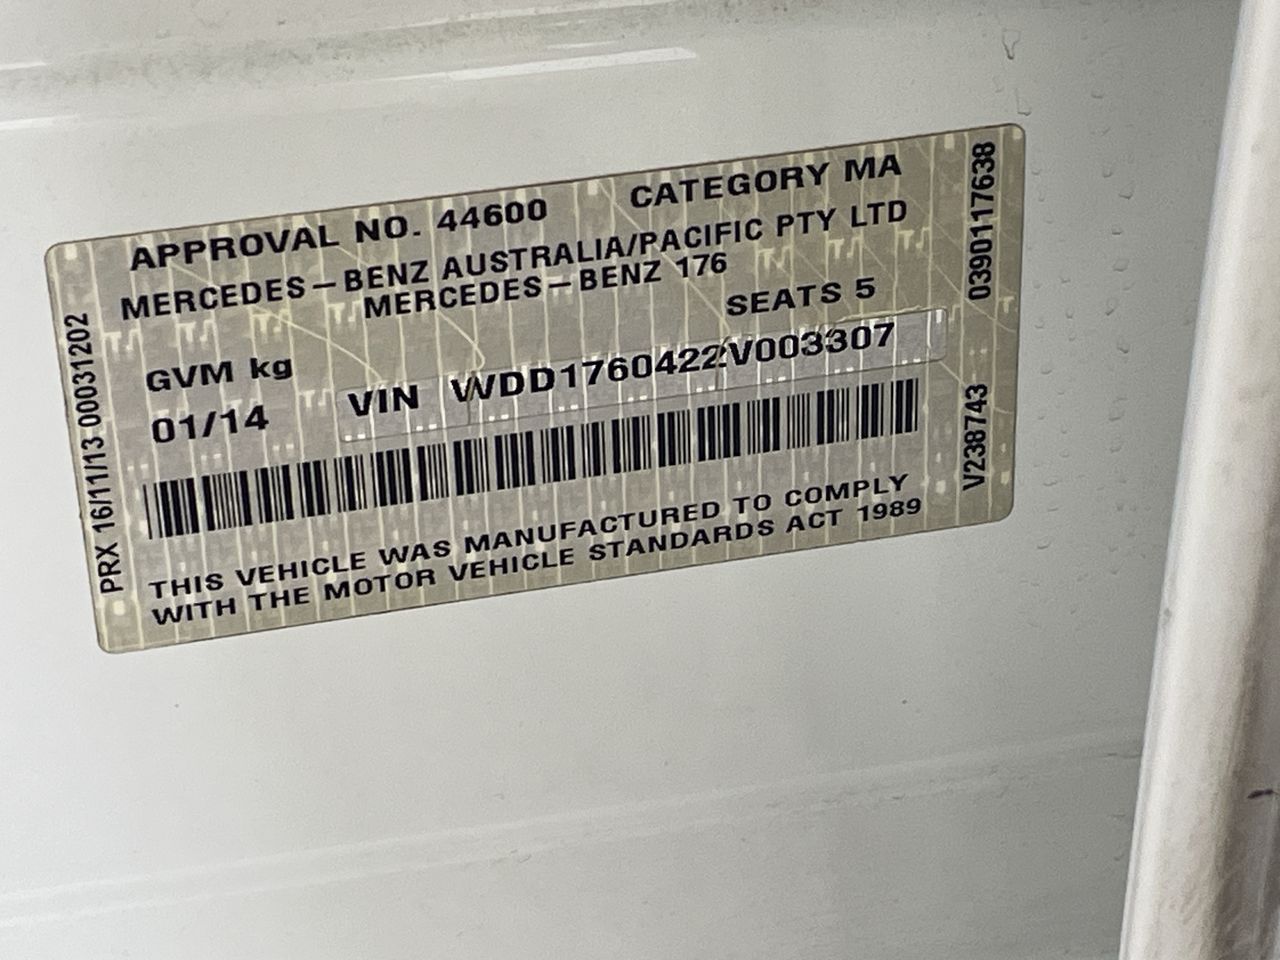 APPROVAL NO. 44600 CATEGORY MA
MERCEDES-BENZ AUSTRALIA/PACIFIC PTY LTD
MERCEDES-BENZ 176
SEATS 5
GVM kg
VIN WDD1760422V003307
01/14
THIS VEHICLE WAS MANUFACTURED TO COMPLY
WITH THE MOTOR VEHICLE STANDARDS ACT 1989
PRX 16/11/13 00031202
0390117638
V238743